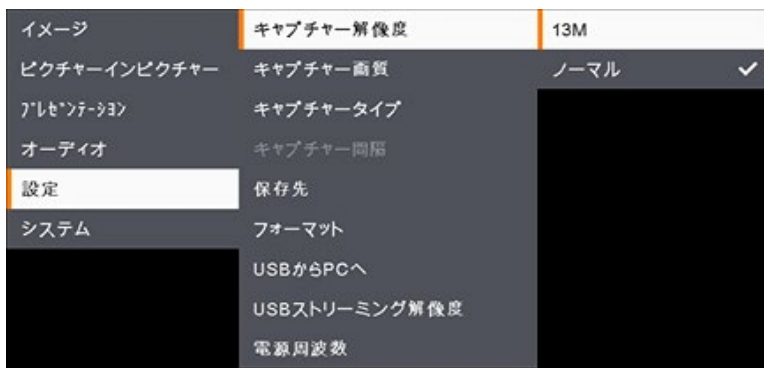 イメージ
ピクチャーインピクチャー
プレゼンテーション
オーディオ
設定
システム
キャプチャー解像度
キャプチャー画質
キャプチャータイプ
キャプチャー間隔
保存先
フォーマット
USBからPCへ
USBストリーミング解像度
電源周波数
13M
ノーマル